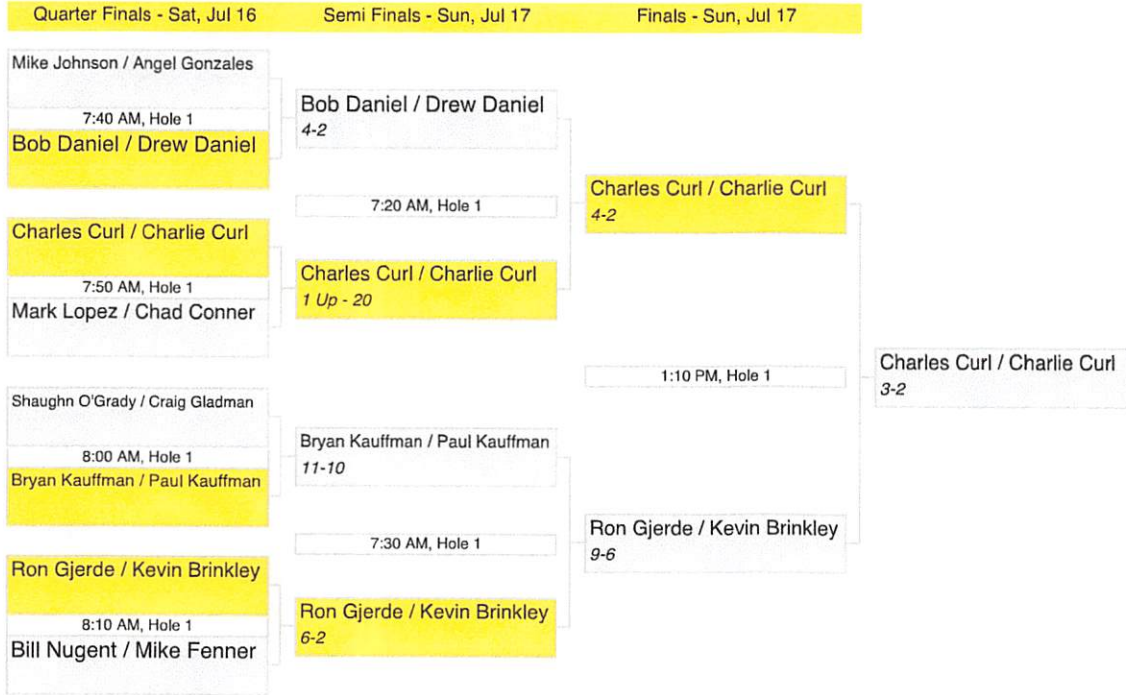 Quarter Finals - Sat, Jul 16
Semi Finals - Sun, Jul 17
Finals - Sun, Jul 17
Mike Johnson / Angel Gonzales
7:40 AM, Hole 1
Bob Daniel / Drew Daniel
Charles Curl / Charlie Curl
7:50 AM, Hole 1
Mark Lopez / Chad Conner
Shaughn O'Grady / Craig Gladman
8:00 AM, Hole 1
Bryan Kauffman / Paul Kauffman
Ron Gjerde / Kevin Brinkley
8:10 AM, Hole 1
Bill Nugent / Mike Fenner
Bob Daniel / Drew Daniel
4-2
7:20 AM, Hole 1
Charles Curl / Charlie Curl
1 Up - 20
Bryan Kauffman / Paul Kauffman
11-10
7:30 AM, Hole 1
Ron Gjerde / Kevin Brinkley
6-2
Charles Curl / Charlie Curl
4-2
1:10 PM, Hole 1
Ron Gjerde / Kevin Brinkley
9-6
Charles Curl / Charlie Curl
3-2